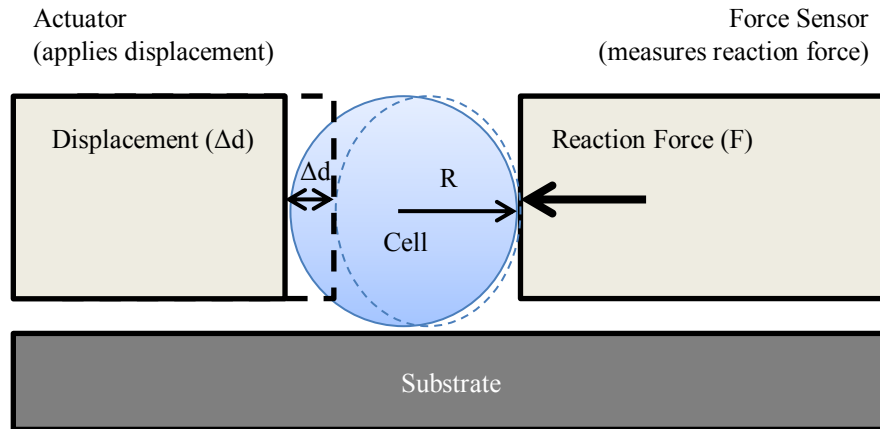 Actuator
(applies displacement)
Force Sensor
(measures reaction force)
Displacement (Δd)
Reaction Force (F)
Δd
R
Cell
Substrate